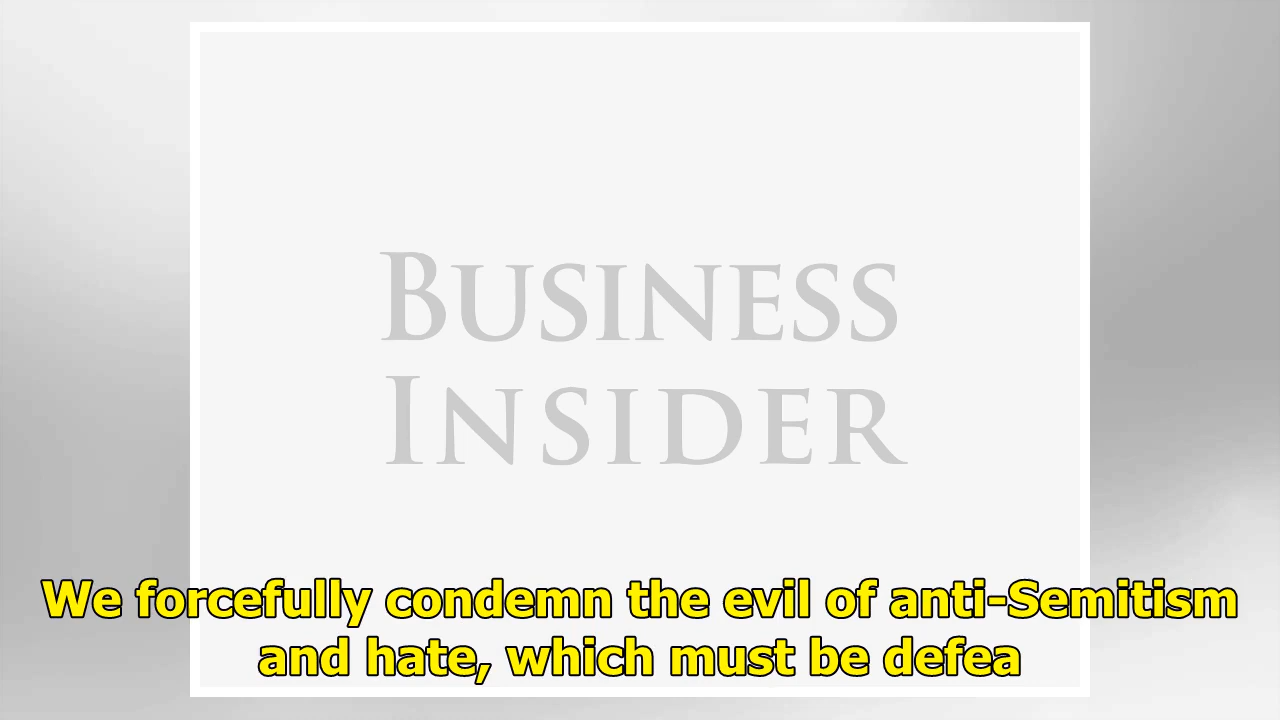 BUSINESS
INSIDER
We forcefully condemn the evil of anti-Semitism
and hate, which must be defea